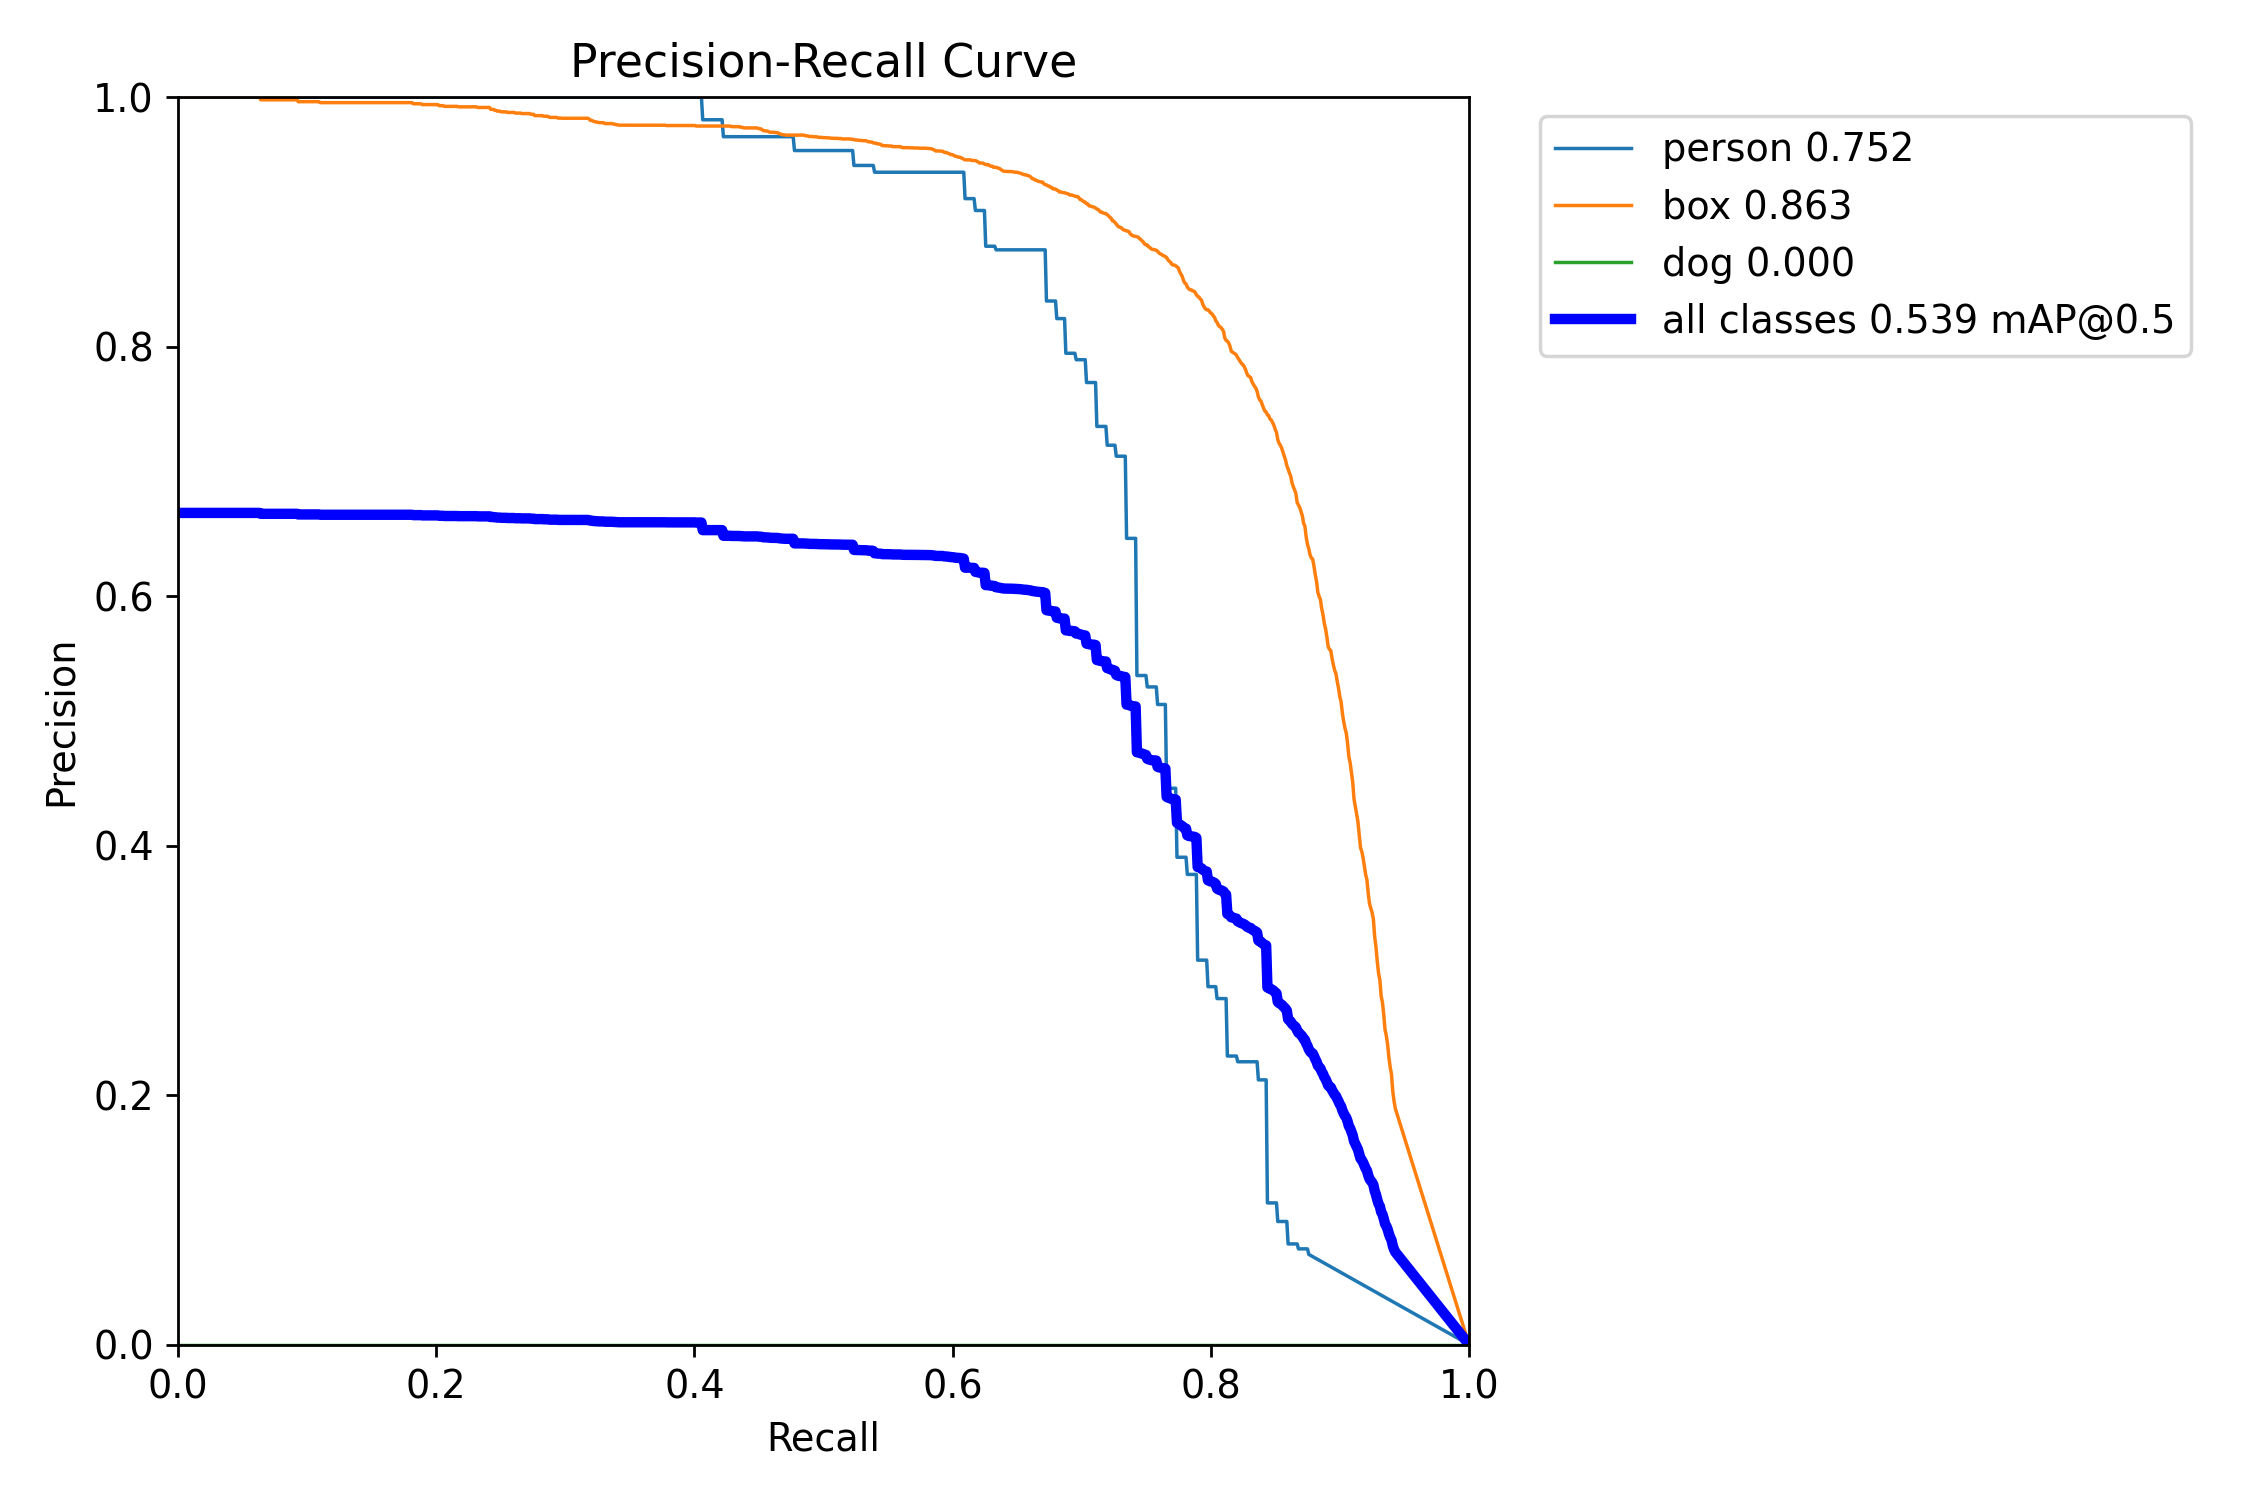 Precision-Recall Curve
1.0
0.8
0.6
0.4
0.2
0.0
Precision
0.0 0.2 0.4 0.6 0.8 1.0
Recall
person 0.752
box 0.863
dog 0.000
all classes 0.539 mAP@0.5